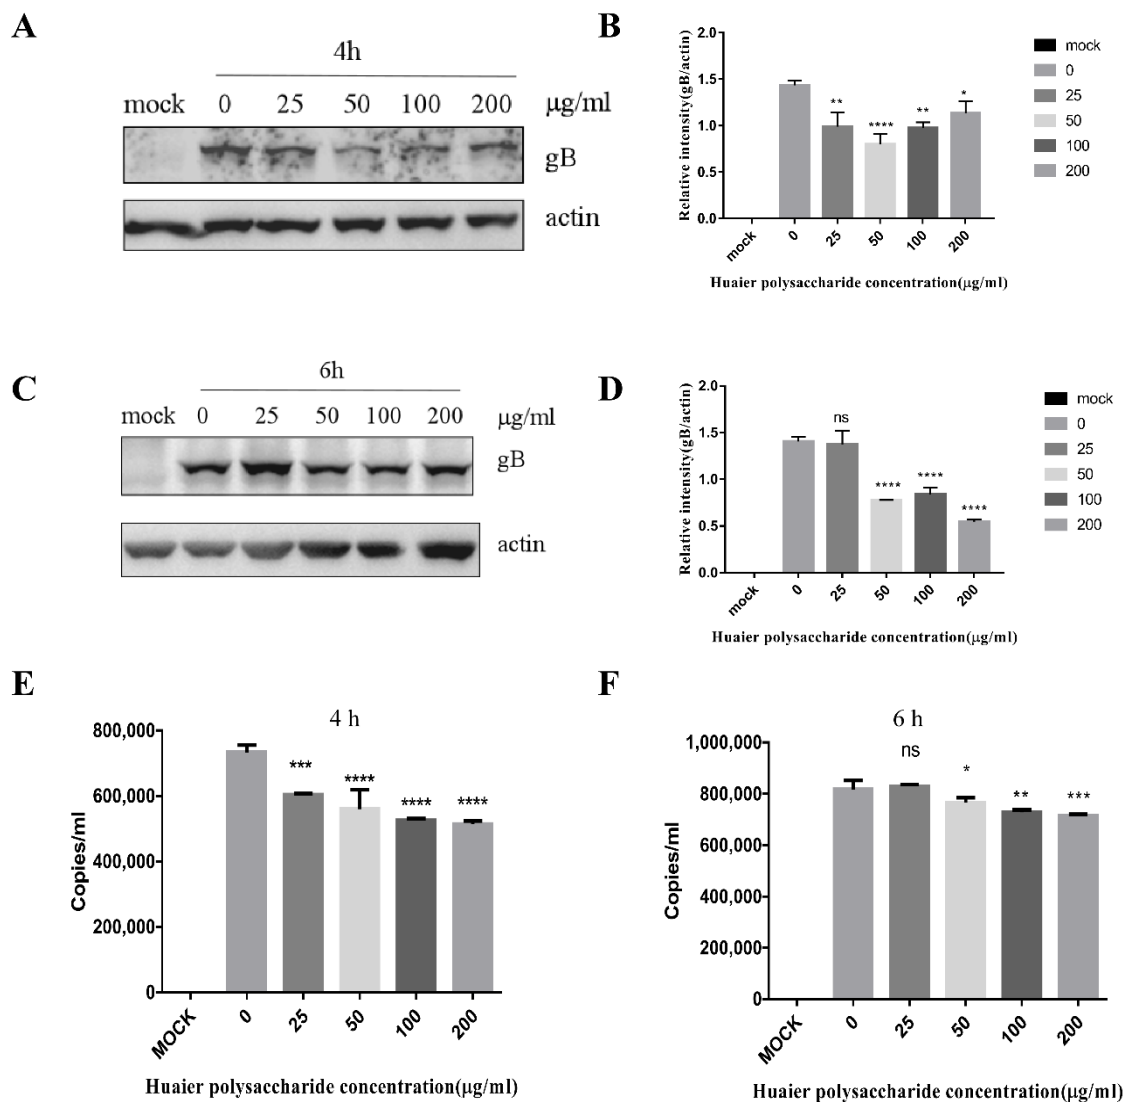 A
4h
mock 0 25 50 100 200 μg/ml
gB
actin
B
2.0
1.5
1.0
0.5
0.0
Relative intensity(gB/actin)
** **** ** *
mock 0 25 50 100 200
Huaier polysaccharide concentration(μg/ml)
mock
0
25
50
100
200
C
6h
mock 0 25 50 100 200 μg/ml
gB
actin
D
2.0
1.5
1.0
0.5
0.0
Relative intensity(gB/actin)
ns **** **** ****
mock 0 25 50 100 200
Huaier polysaccharide concentration(μg/ml)
mock
0
25
50
100
200
E
4 h
800,000
600,000
400,000
200,000
0
Copies/ml
*** **** **** ****
MOCK 0 25 50 100 200
Huaier polysaccharide concentration(μg/ml)
F
6 h
1,000,000
800,000
600,000
400,000
200,000
0
Copies/ml
ns * ** ***
MOCK 0 25 50 100 200
Huaier polysaccharide concentration(μg/ml)